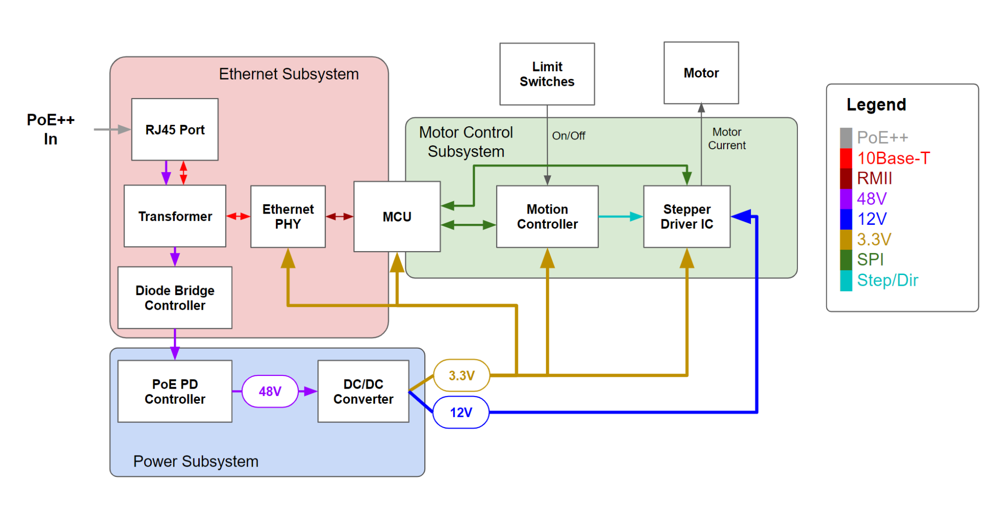 Ethernet Subsystem
PoE++
In
RJ45 Port
Transformer
Ethernet
PHY
MCU
Diode Bridge
Controller
Limit
Switches
Motor
Motor Control
Subsystem
On/Off
Motor
Current
Motion
Controller
Stepper
Driver IC
PoE PD
Controller
48V
DC/DC
Converter
3.3V
12V
Power Subsystem
Legend
PoE++
10Base-T
RMII
48V
12V
3.3V
SPI
Step/Dir